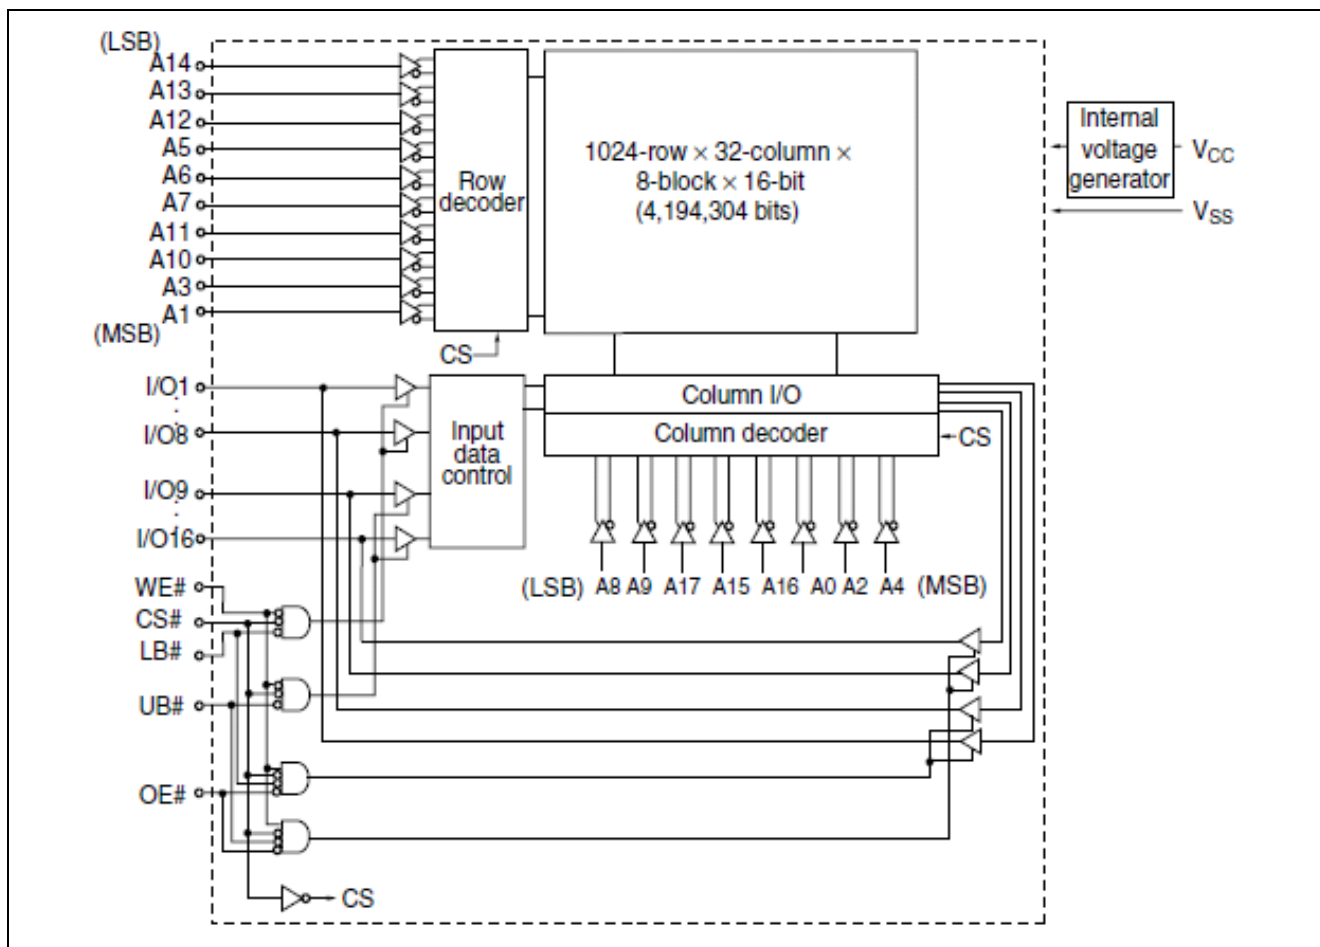 (LSB)
A14
A13
A12
A5
A6
A7
A11
A10
A3
A1
(MSB)
Row
decoder
CS
1024-row × 32-column ×
8-block × 16-bit
(4,194,304 bits)
Internal
voltage
generator
VCC
VSS
I/O1
I/O8
I/O9
I/O16
Input
data
control
Column I/O
Column decoder
CS
(LSB) A8 A9 A17 A15 A16 A0 A2 A4 (MSB)
WE#
CS#
LB#
UB#
OE#
CS